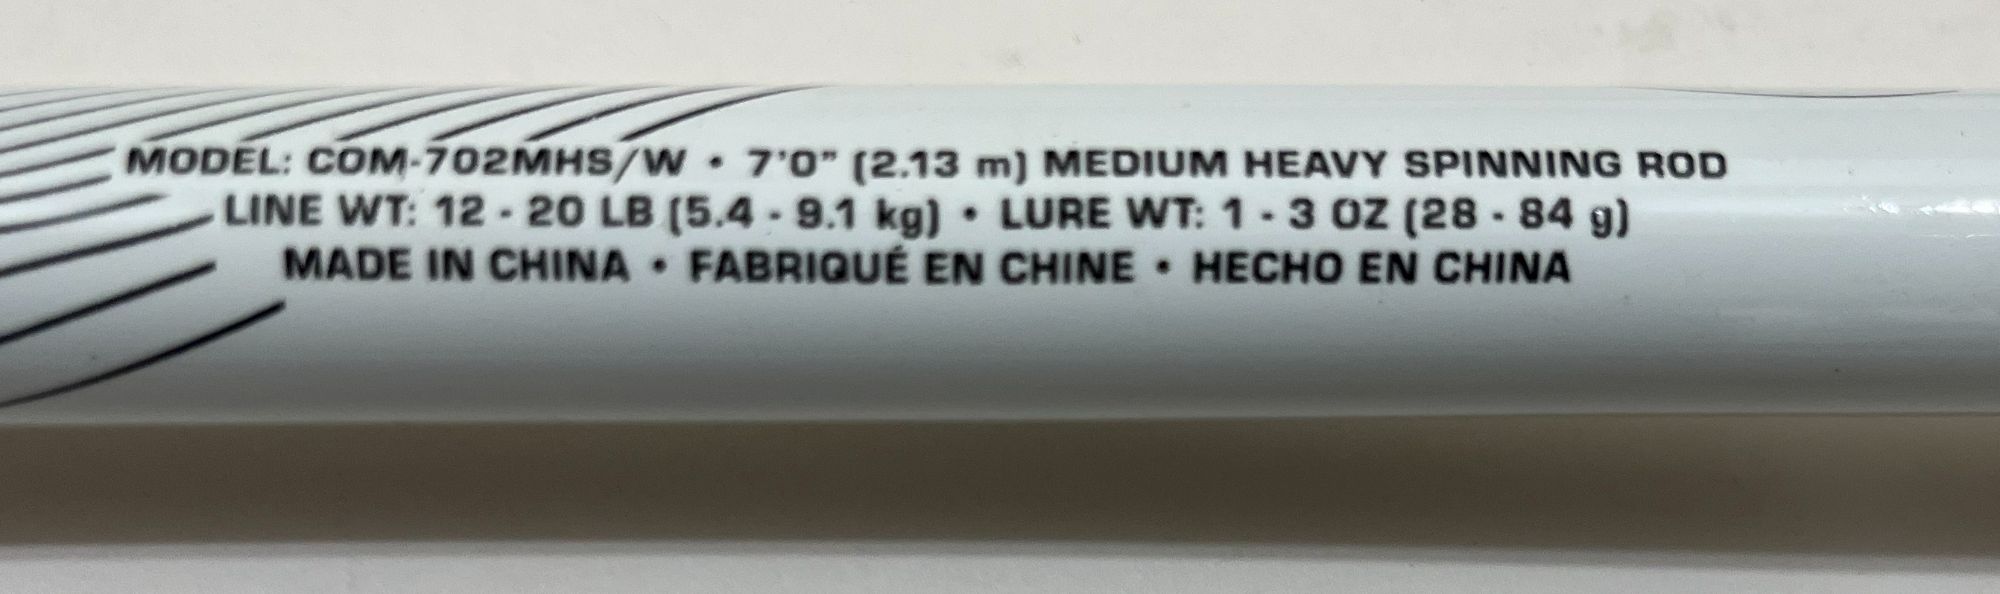 MODEL: COM-702MHS/W • 7'0" (2.13 m) MEDIUM HEAVY SPINNING ROD
LINE WT: 12 - 20 LB (5.4 - 9.1 kg) • LURE WT: 1 - 3 OZ (28 - 84 g)
MADE IN CHINA • FABRIQUÉ EN CHINE • HECHO EN CHINA